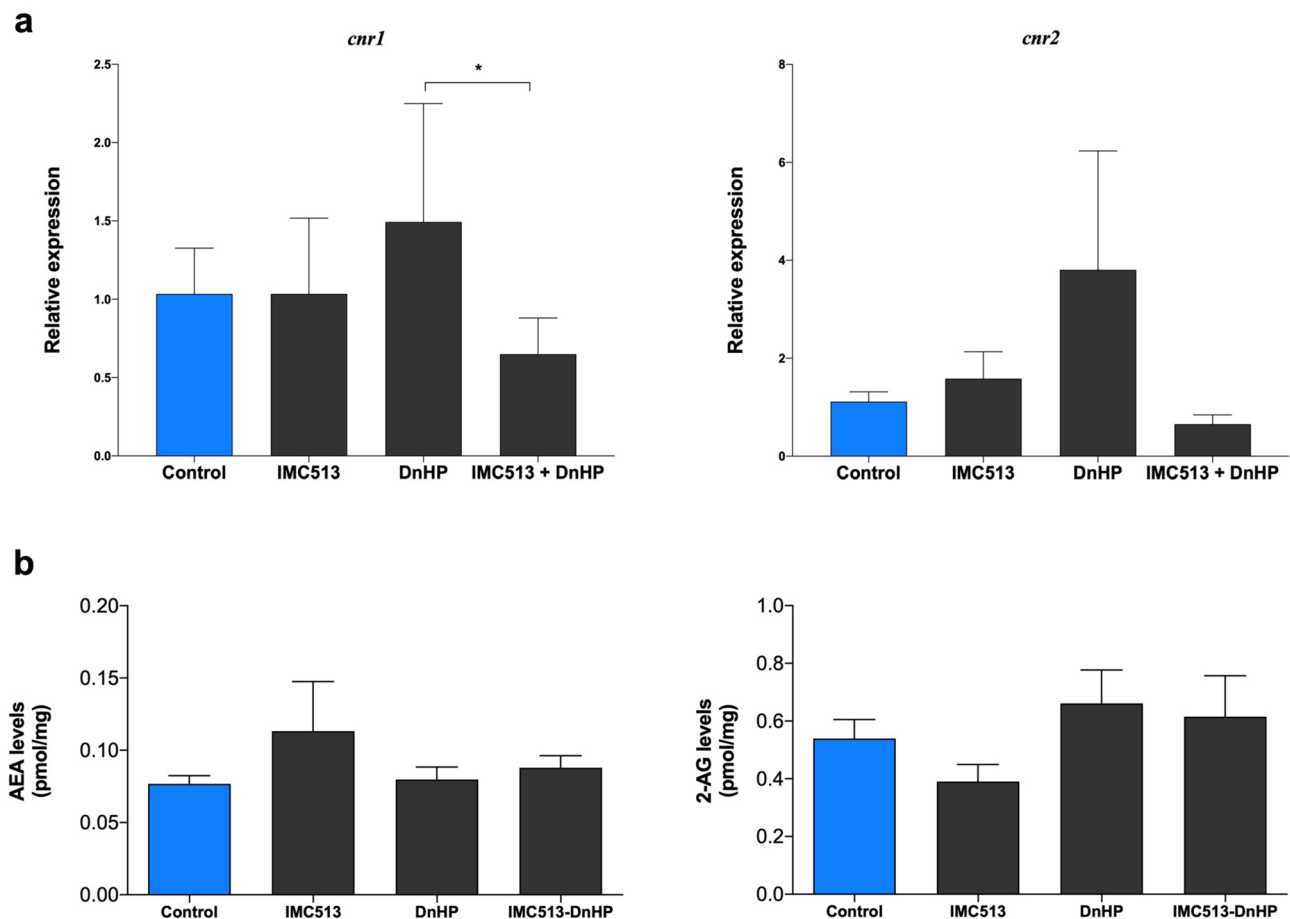 a
cnr1
cnr2
2.5
2.0
1.5
1.0
0.5
0.0
Relative expression
*
Control IMC513 DnHP IMC513 + DnHP
8
6
4
2
0
Relative expression
Control IMC513 DnHP IMC513 + DnHP
b
0.20
0.15
0.10
0.05
0.00
AEA levels
(pmol/mg)
Control IMC513 DnHP IMC513-DnHP
1.0
0.8
0.6
0.4
0.2
0.0
2-AG levels
(pmol/mg)
Control IMC513 DnHP IMC513-DnHP